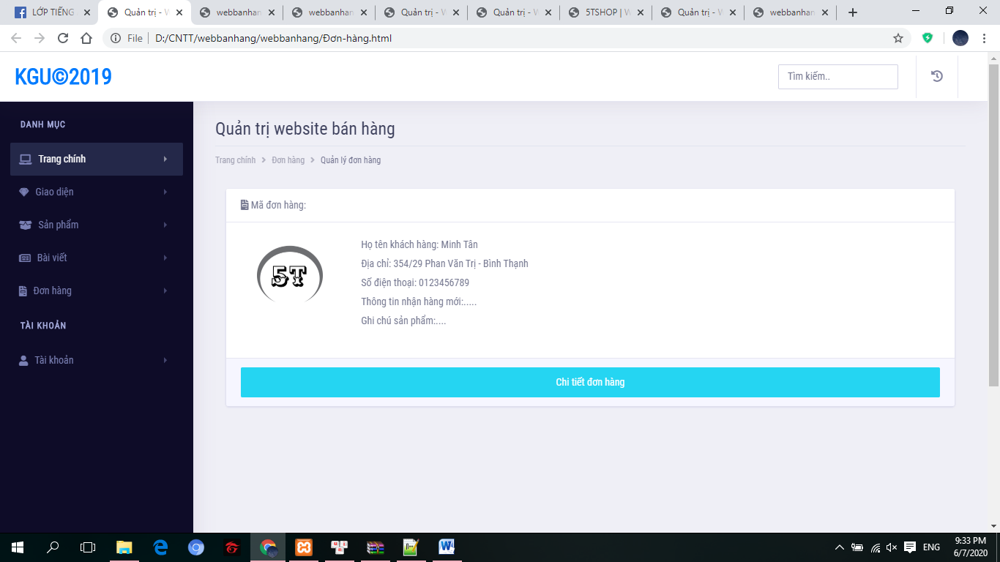 LỚP TIẾNG
Quản trị - W
webbanhan
webbanhan
Quản trị - W
Quản trị - W
5TSHOP | W
Quản trị - W
webbanhan
File
D:/CNTT/webbanhang/webbanhang/Đơn-hàng.html
KGU©2019
Tìm kiếm..
DANH MỤC
Trang chính
Giao diện
Sản phẩm
Bài viết
Đơn hàng
TÀI KHOẢN
Tài khoản
Quản trị website bán hàng
Trang chính > Đơn hàng > Quản lý đơn hàng
Mã đơn hàng:
5T
Họ tên khách hàng: Minh Tân
Địa chỉ: 354/29 Phan Văn Trị - Bình Thạnh
Số điện thoại: 0123456789
Thông tin nhận hàng mới:.....
Ghi chú sản phẩm:....
Chi tiết đơn hàng
ENG
9:33 PM
6/7/2020